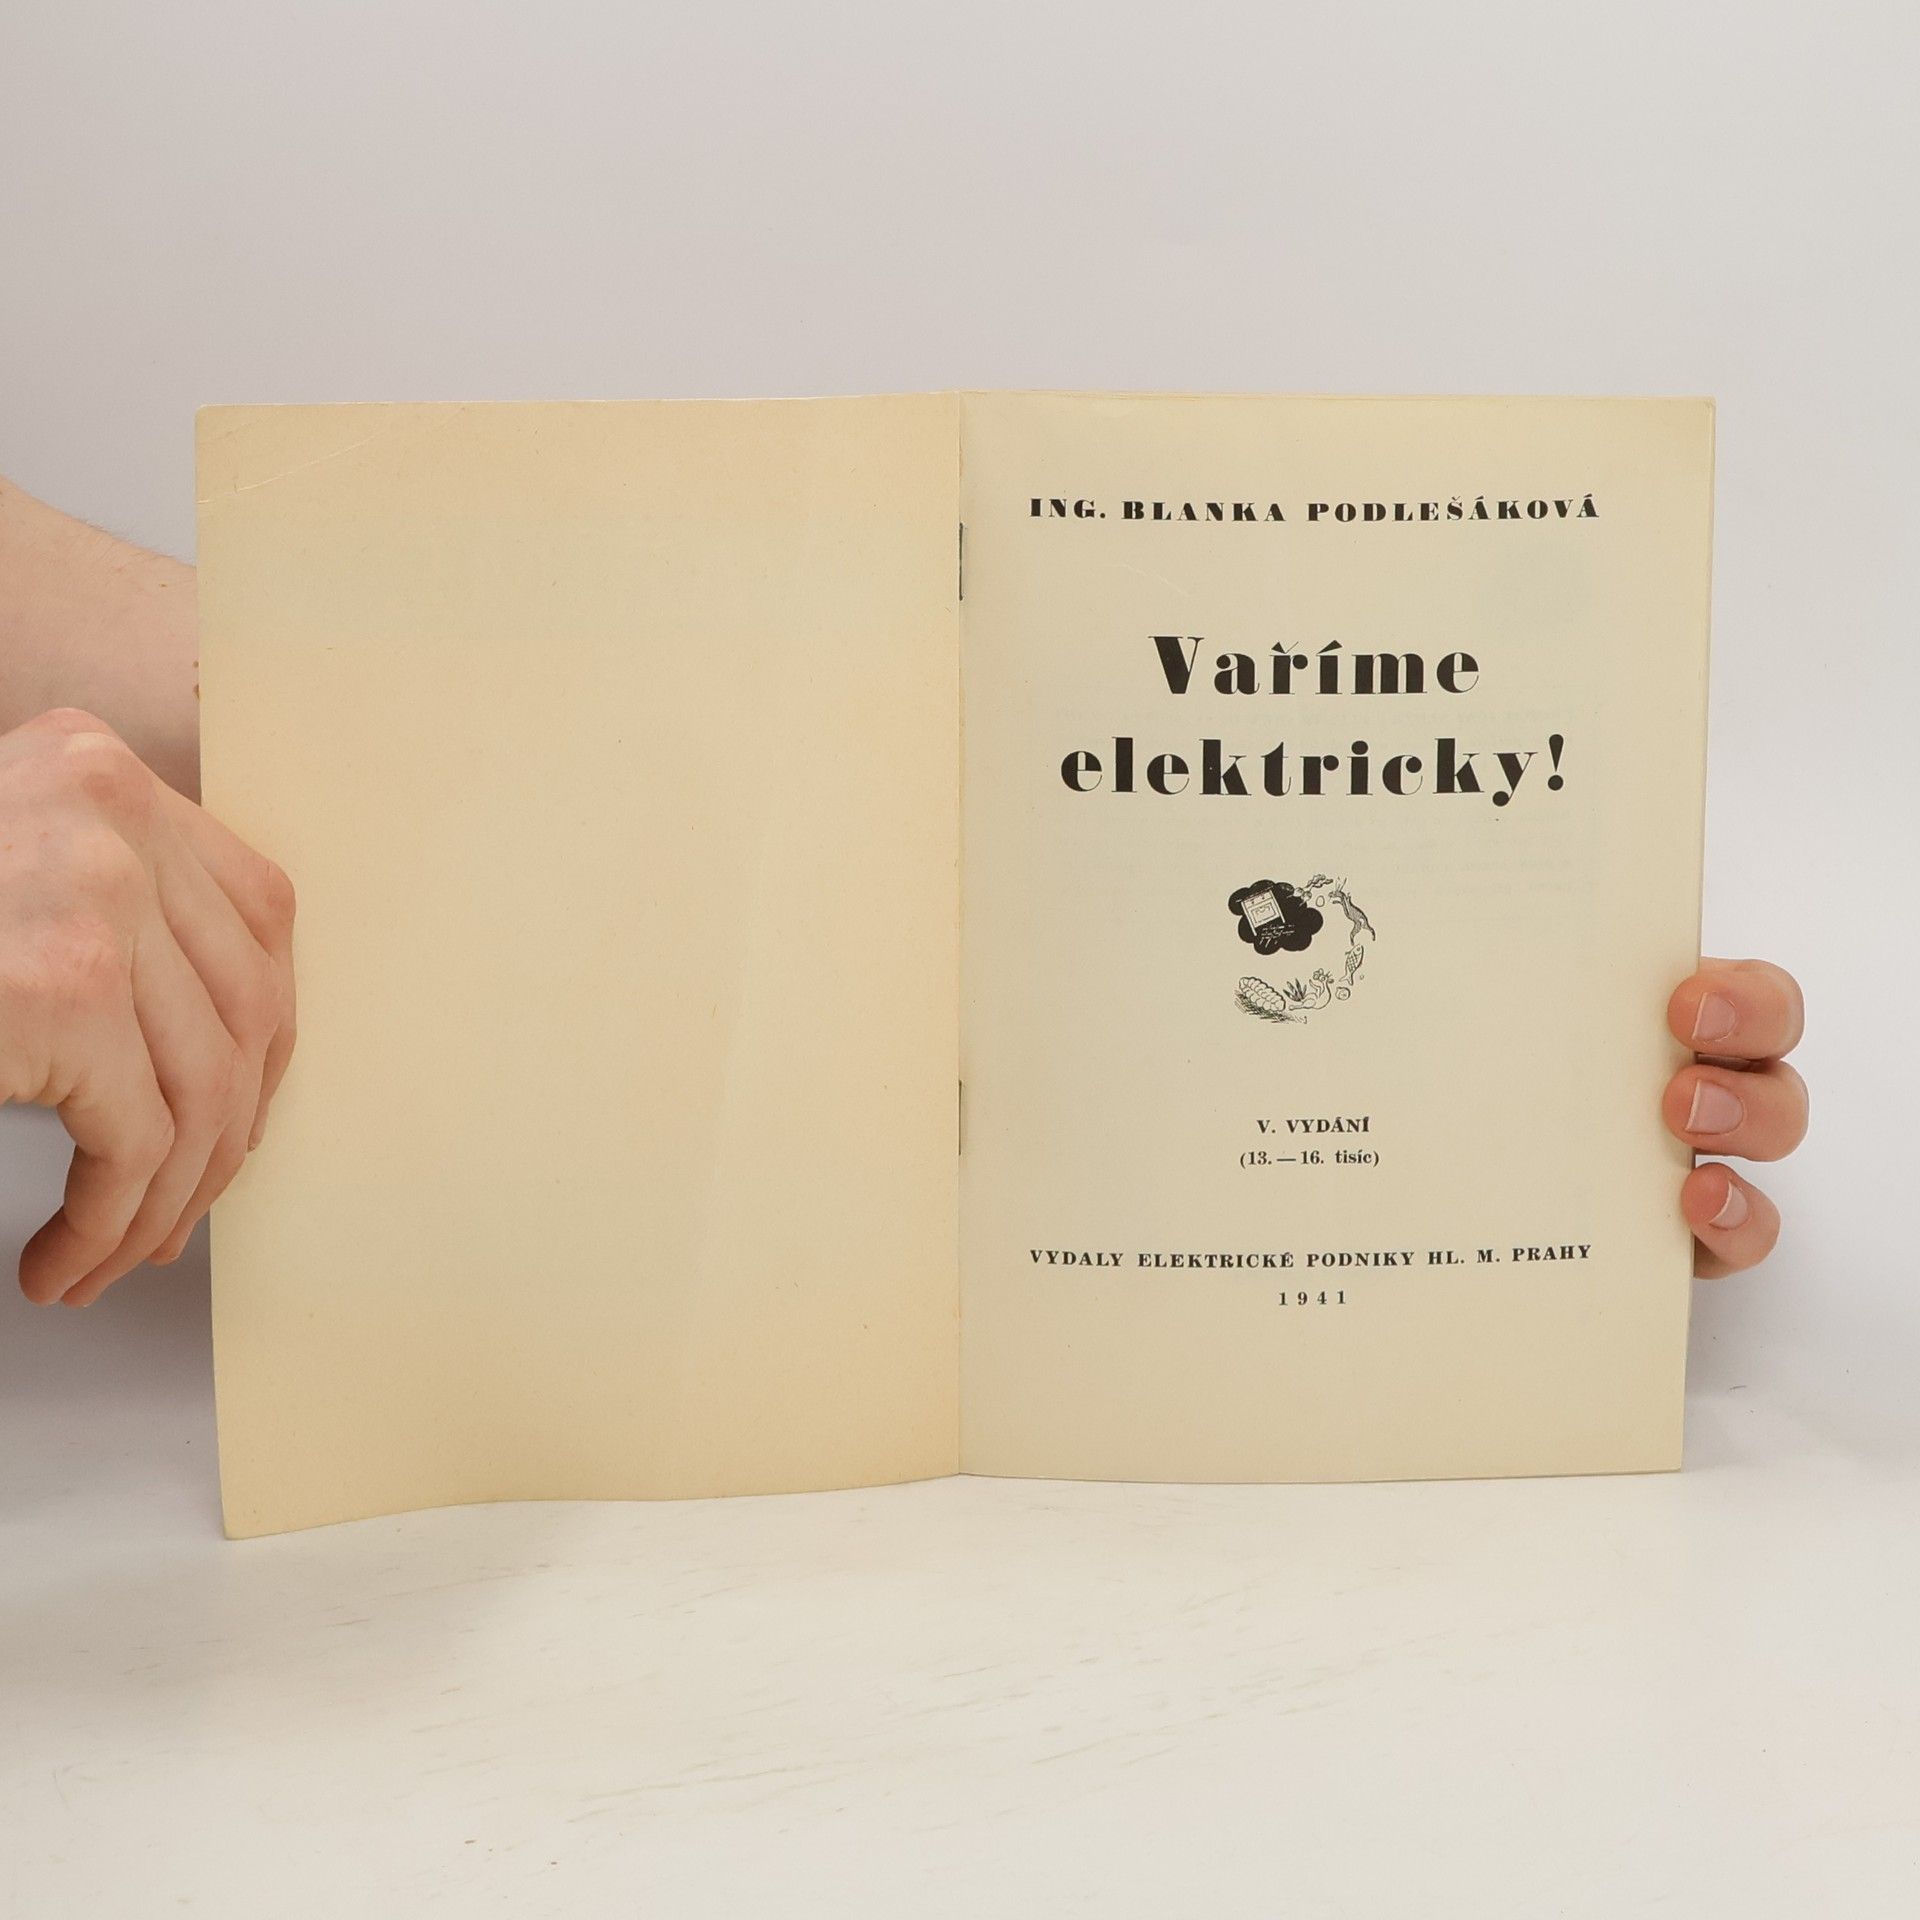 ING. BLANKA PODLEŠÁKOVÁ
Vaříme
elektricky!
V. VYDÁNÍ
(13. — 16. tisíc)
VYDALY ELEKTRICKÉ PODNIKY HL. M. PRAHY
1941